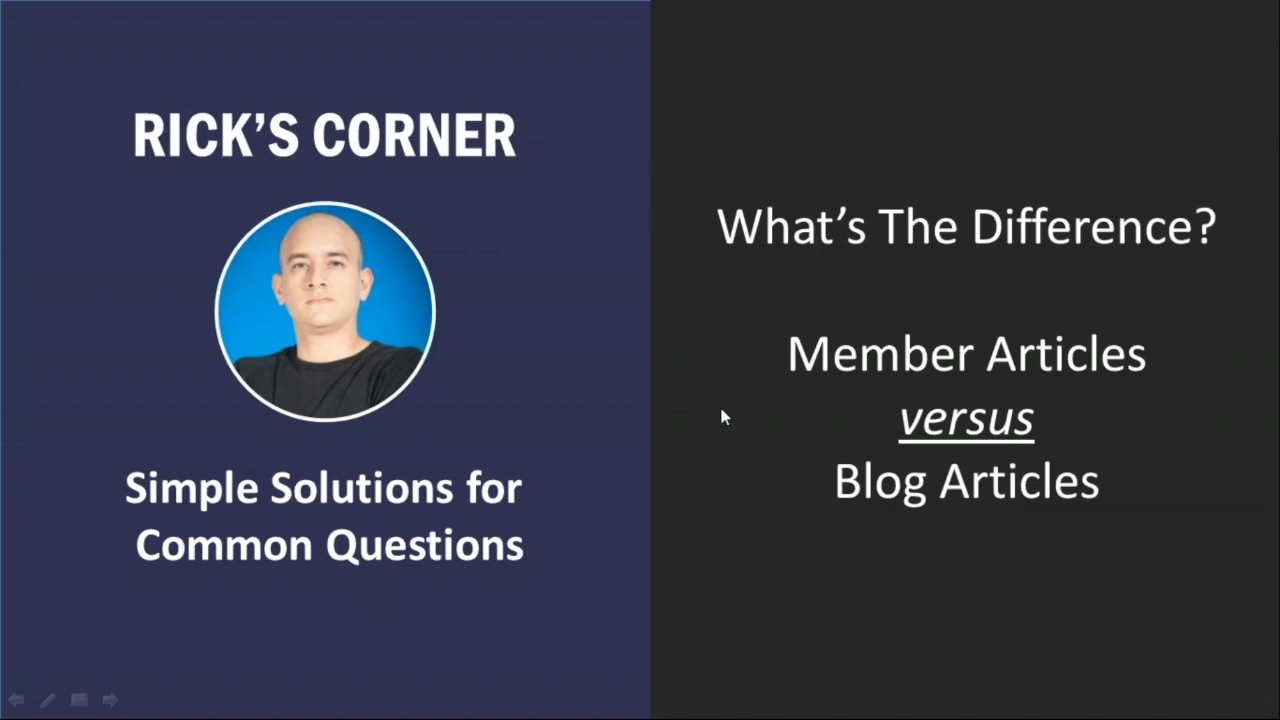 RICK’S CORNER
Simple Solutions for
Common Questions
What’s The Difference?
Member Articles
versus
Blog Articles